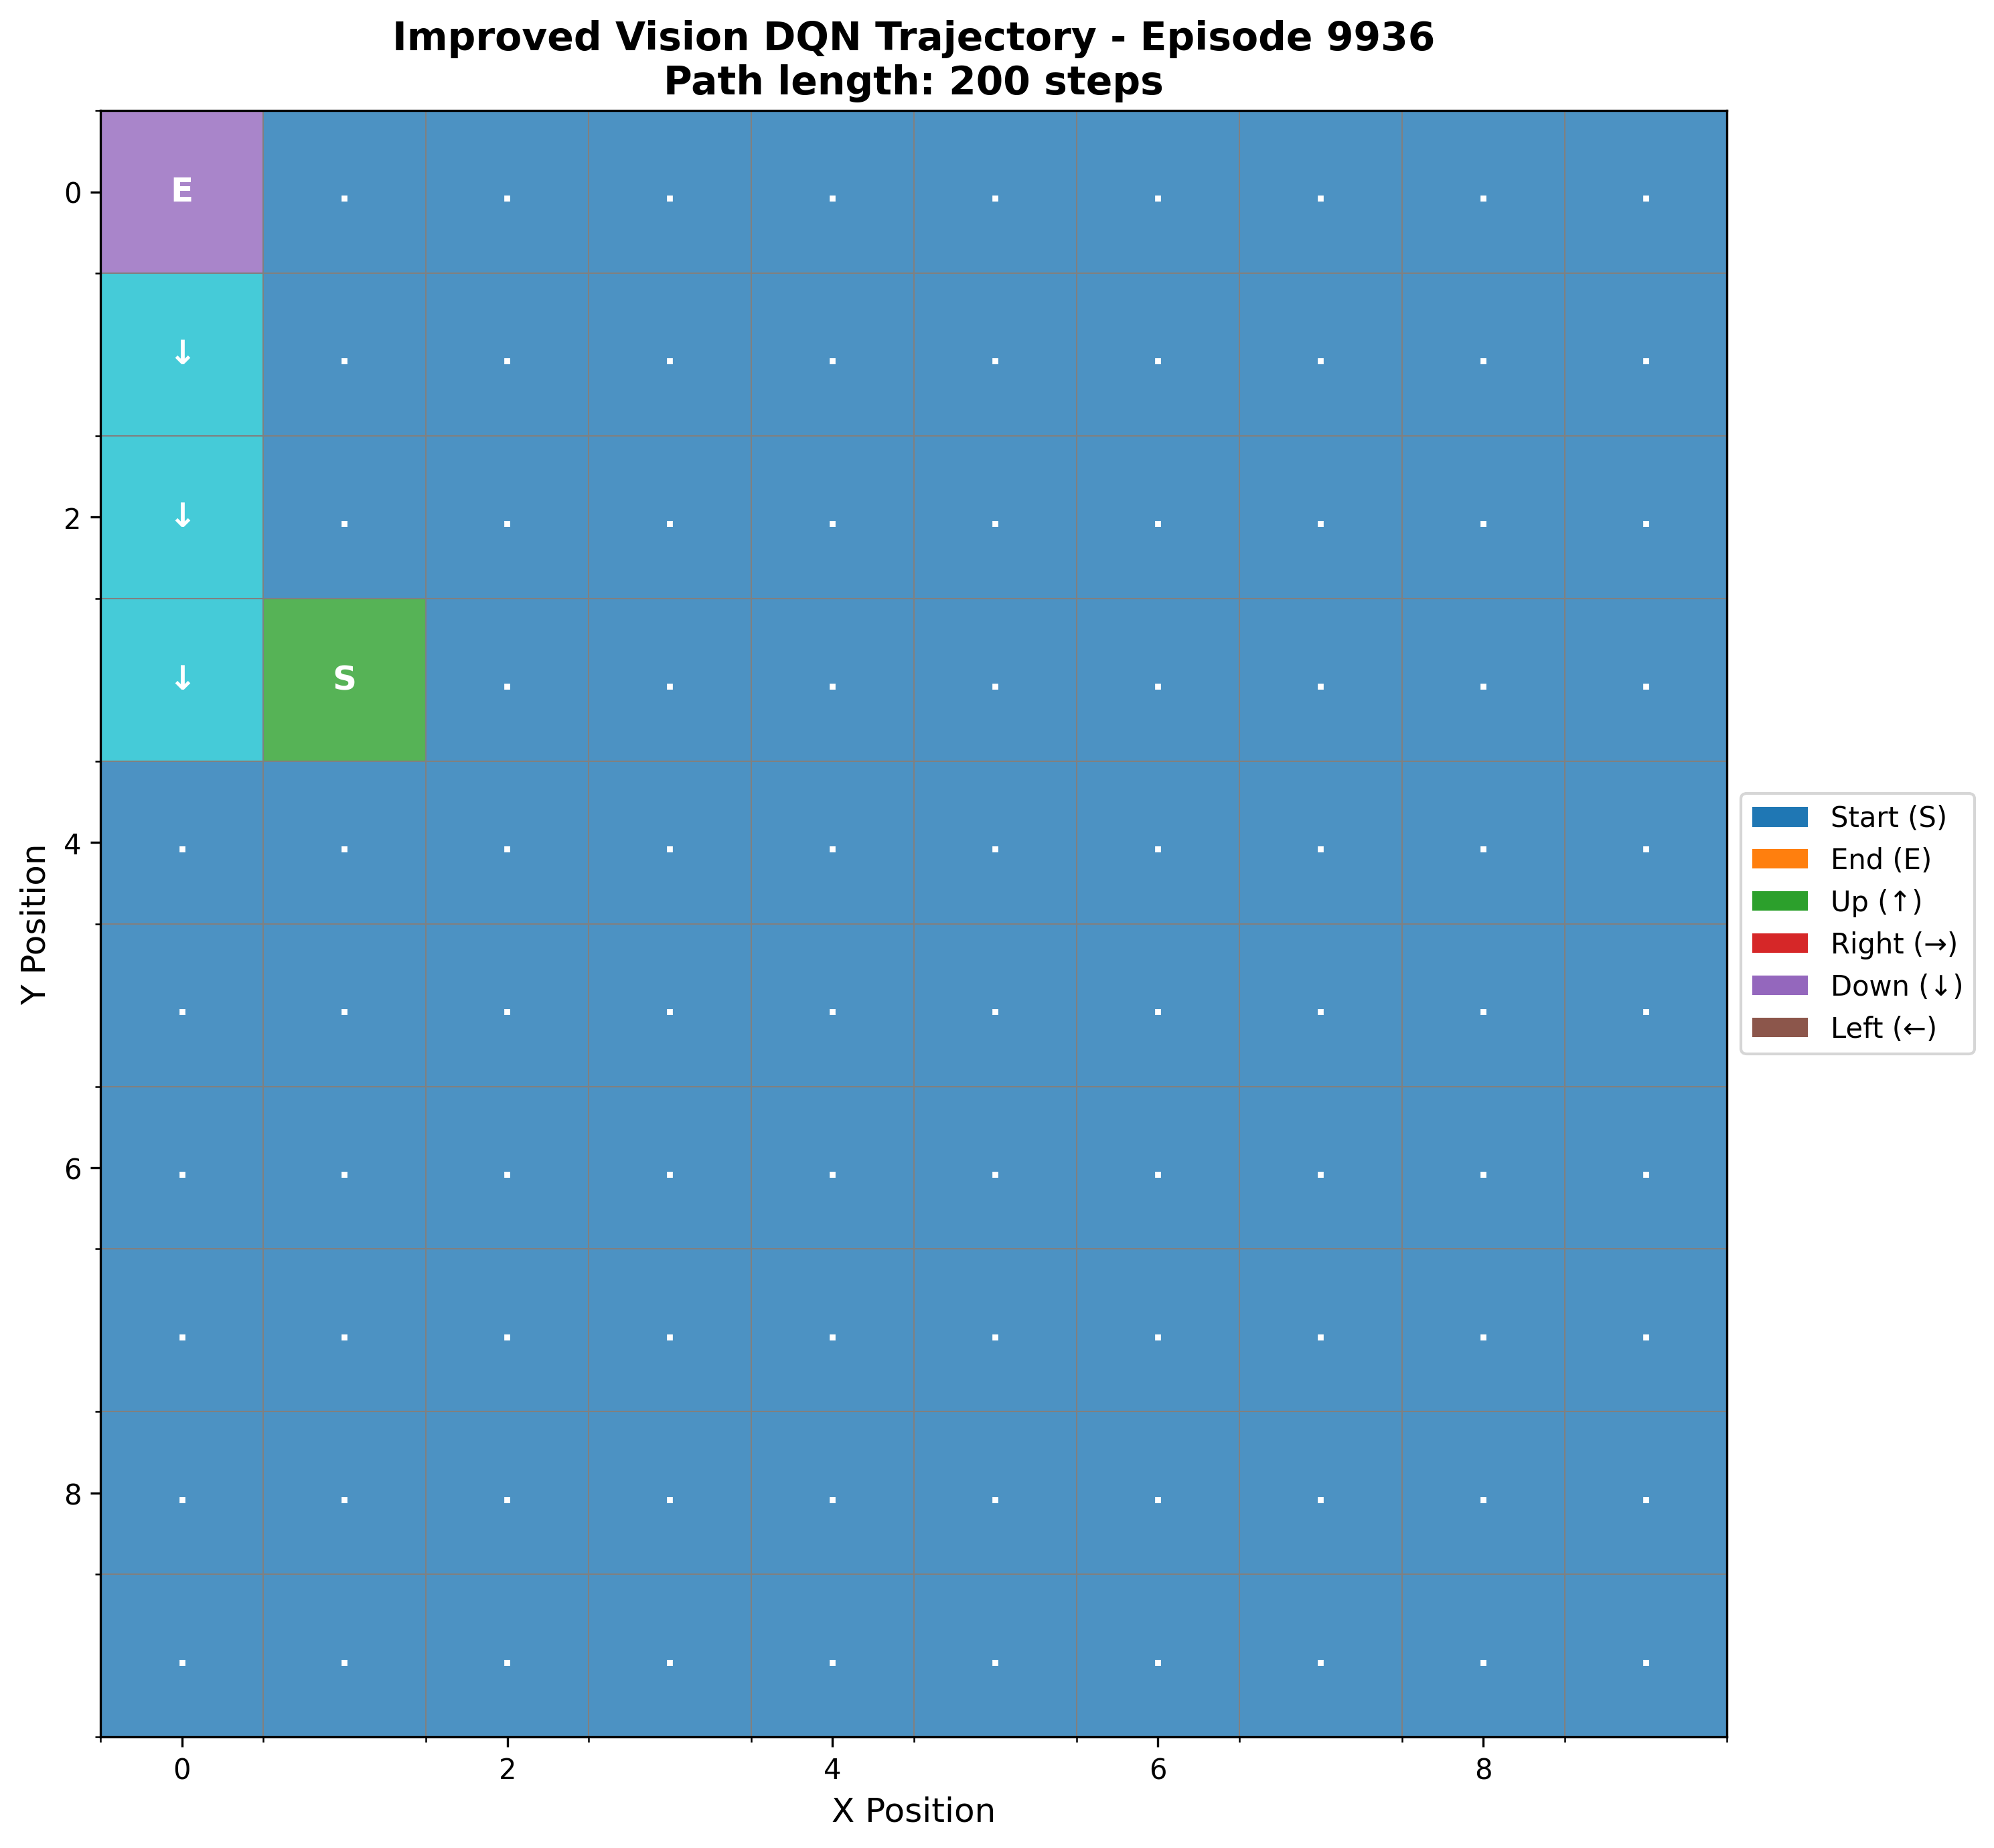 Improved Vision DQN Trajectory - Episode 9936
Path length: 200 steps
0
E
. . . . . . . . .
↓
. . . . . . . . .
2
↓
. . . . . . . . .
↓
S
. . . . . . . .
4
. . . . . . . . . .
. . . . . . . . . .
6
. . . . . . . . . .
. . . . . . . . . .
8
. . . . . . . . . .
. . . . . . . . . .
0 2 4 6 8
X Position
Y Position
Start (S)
End (E)
Up (↑)
Right (→)
Down (↓)
Left (←)